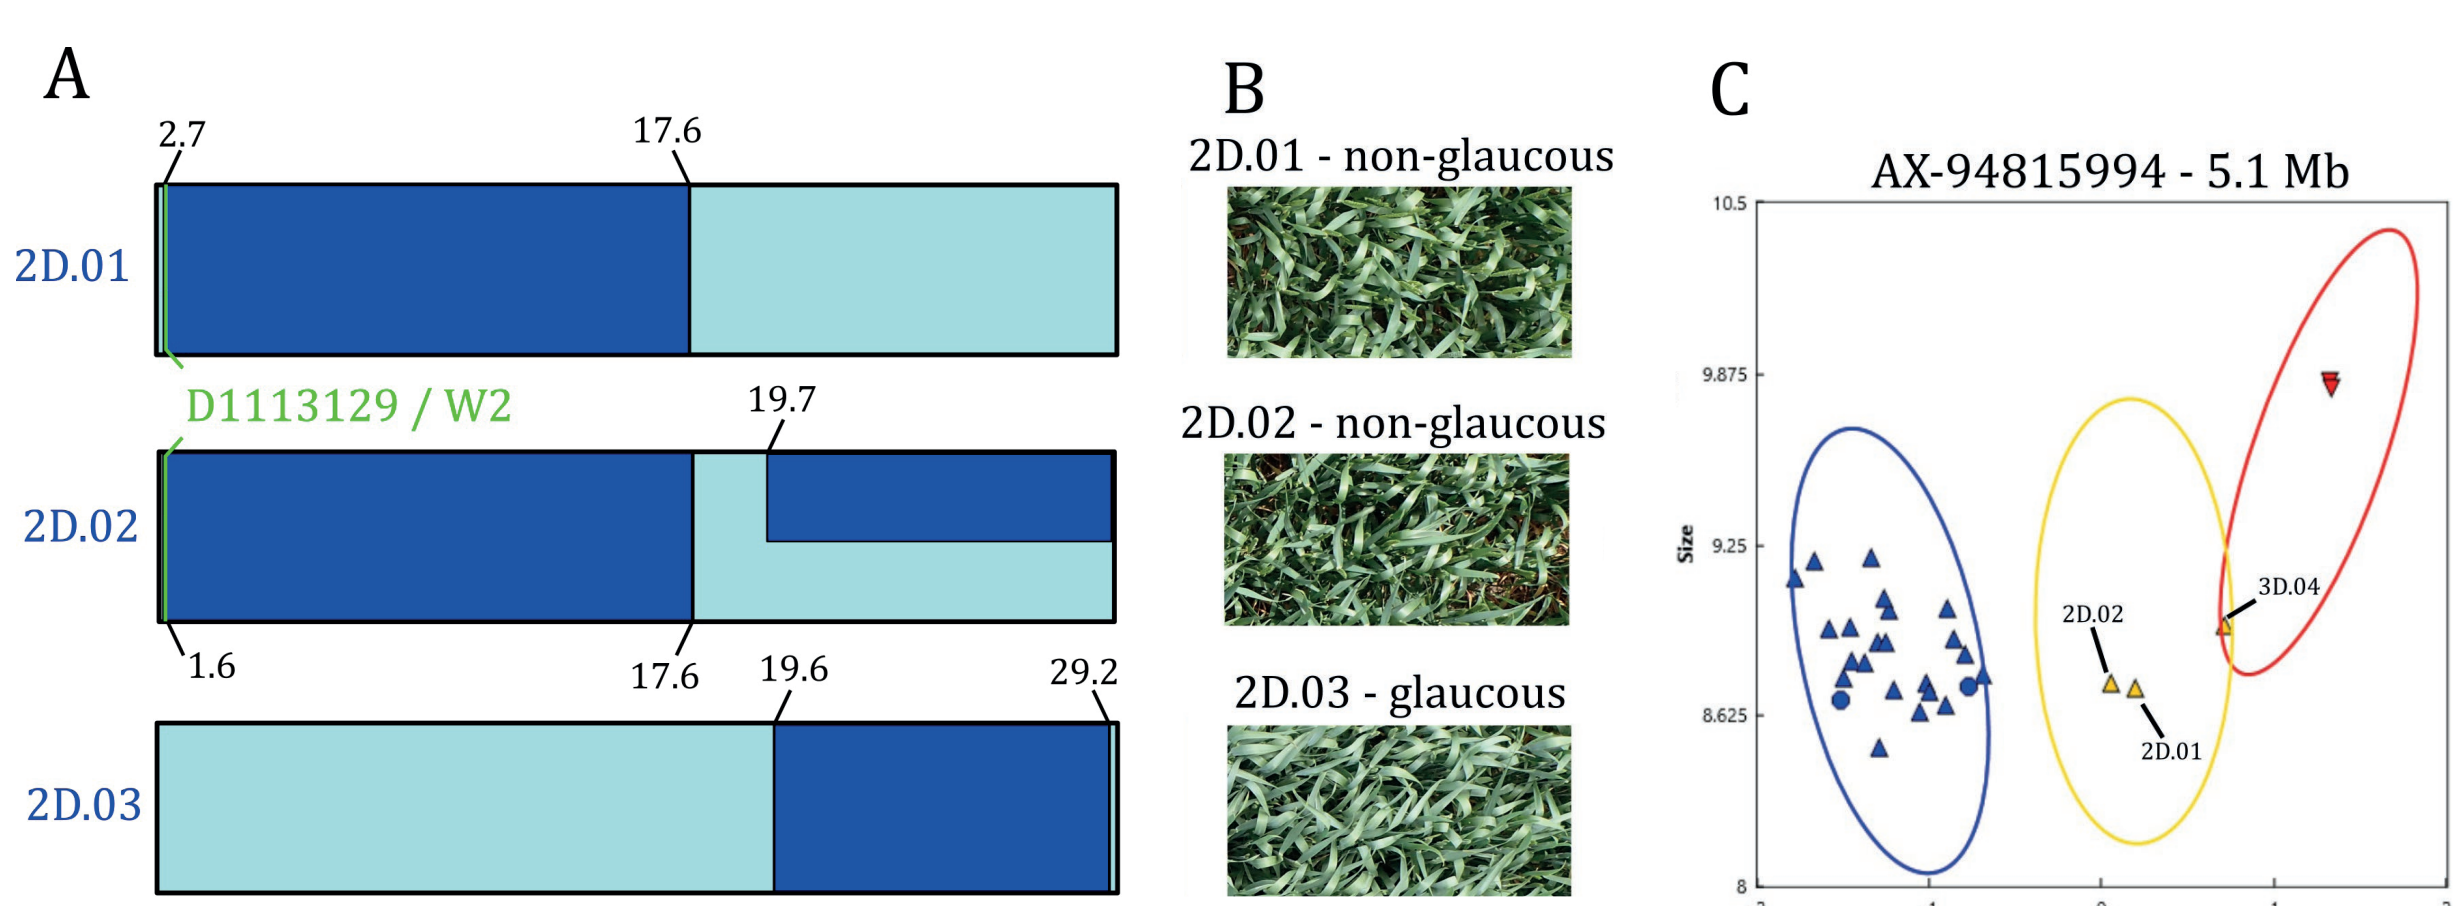 A
2.7
17.6
2D.01
D1113129 / W2
19.7
2D.02
1.6
17.6
19.6
29.2
2D.03
B
2D.01 - non-glaucous
2D.02 - non-glaucous
2D.03 - glaucous
C
AX-94815994 - 5.1 Mb
10.5
9.875
9.25
8.625
8
Size
3D.04
2D.02
2D.01